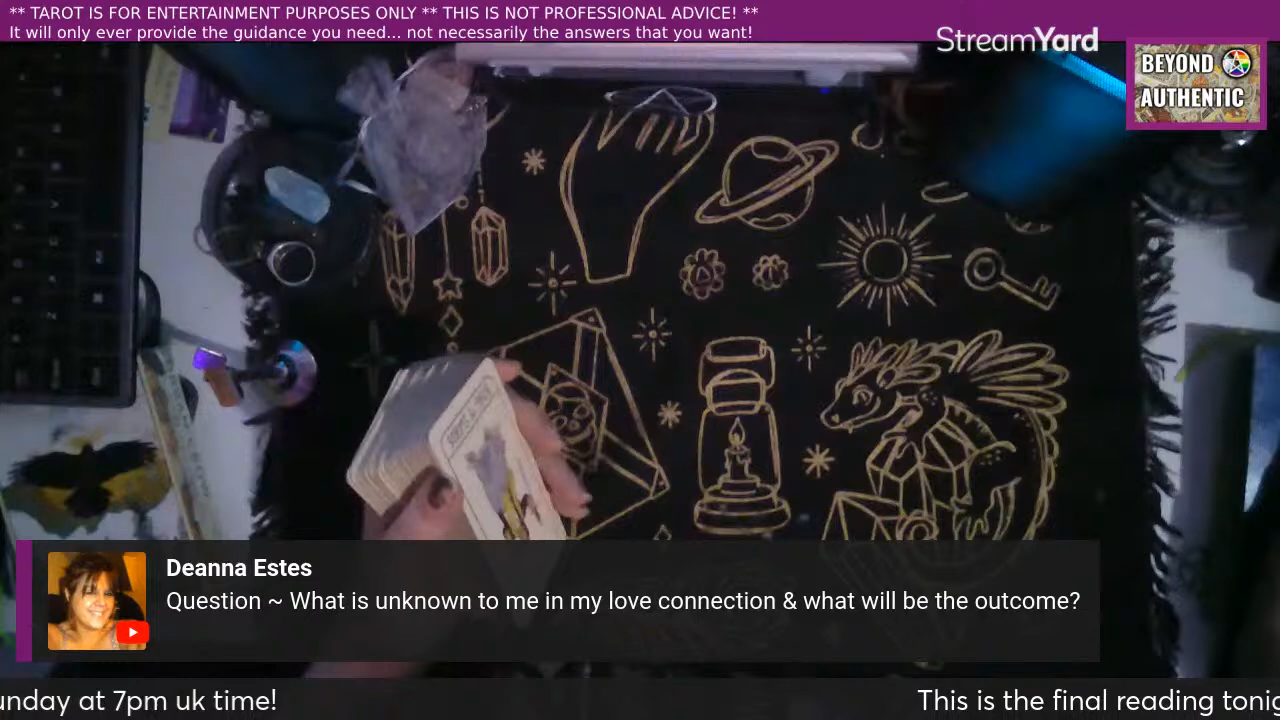 ** TAROT IS FOR ENTERTAINMENT PURPOSES ONLY ** THIS IS NOT PROFESSIONAL ADVICE! **
It will only ever provide the guidance you need... not necessarily the answers that you want!
StreamYard
BEYOND
AUTHENTIC
Deanna Estes
Question ~ What is unknown to me in my love connection & what will be the outcome?
unday at 7pm uk time!
This is the final reading tonig